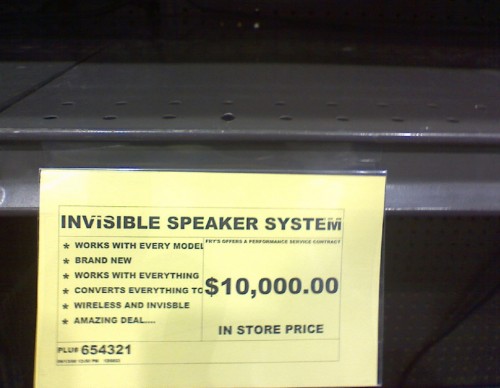 INVISIBLE SPEAKER SYSTEM
FRY'S OFFERS A PERFORMANCE SERVICE CONTRACT
* WORKS WITH EVERY MODEL
* BRAND NEW
* WORKS WITH EVERYTHING
* CONVERTS EVERYTHING TO
* WIRELESS AND INVISBLE
* AMAZING DEAL....
$10,000.00
IN STORE PRICE
PLU# 654321